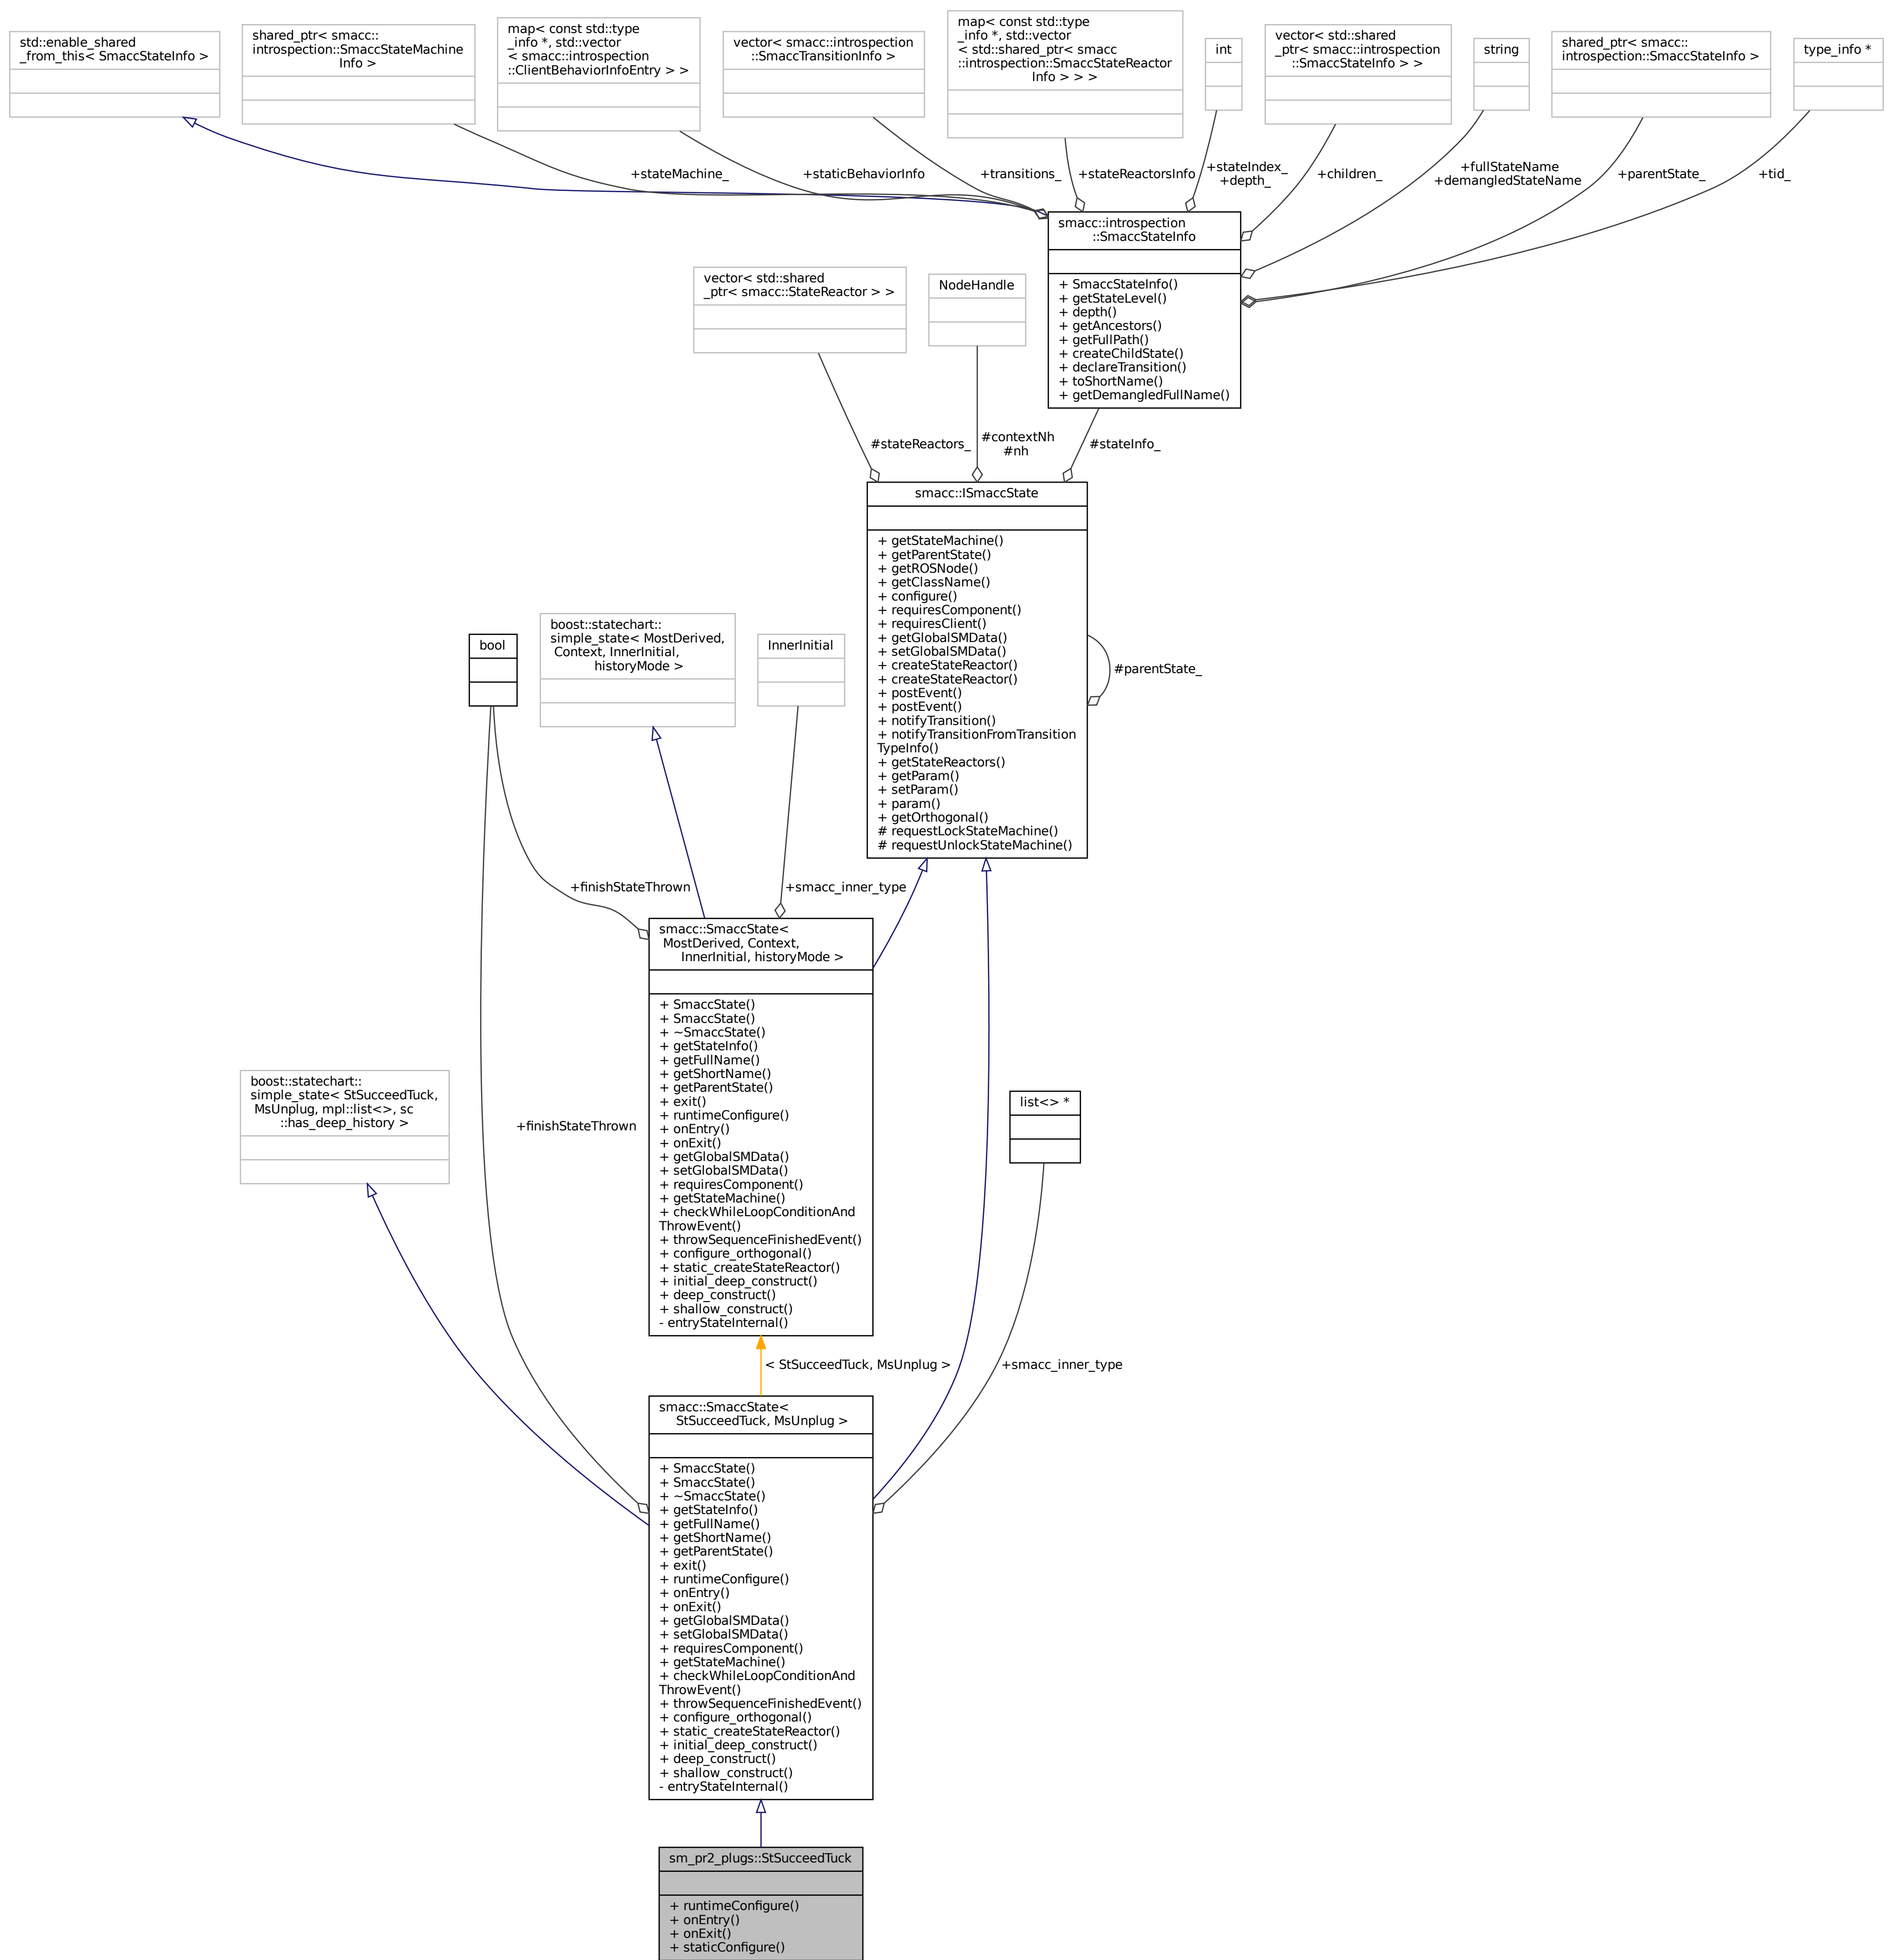 std::enable_shared
_from_this< SmaccStateInfo >
shared_ptr< smacc::
introspection::SmaccStateMachine
Info >
map< const std::type
_info *, std::vector
< smacc::introspection
::ClientBehaviorInfoEntry > >
vector< smacc::introspection
::SmaccTransitionInfo >
map< const std::type
_info *, std::vector
< std::shared_ptr< smacc
::introspection::SmaccStateReactor
Info > > >
int
vector< std::shared
_ptr< smacc::introspection
::SmaccStateInfo > >
string
shared_ptr< smacc::
introspection::SmaccStateInfo >
type_info *
+stateMachine_
+staticBehaviorInfo
+transitions_
+stateReactorsInfo
+stateIndex_
+depth_
+children_
+fullStateName
+demangledStateName
+parentState_
+tid_
smacc::introspection
::SmaccStateInfo
+ SmaccStateInfo()
+ getStateLevel()
+ depth()
+ getAncestors()
+ getFullPath()
+ createChildState()
+ declareTransition()
+ toShortName()
+ getDemangledFullName()
vector< std::shared
_ptr< smacc::StateReactor > >
NodeHandle
#stateReactors_
#contextNh
#nh
#stateInfo_
smacc::ISmaccState
+ getStateMachine()
+ getParentState()
+ getROSNode()
+ getClassName()
+ configure()
+ requiresComponent()
+ requiresClient()
+ getGlobalSMData()
+ setGlobalSMData()
+ createStateReactor()
+ createStateReactor()
+ postEvent()
+ postEvent()
+ notifyTransition()
+ notifyTransitionFromTransition
TypeInfo()
+ getStateReactors()
+ getParam()
+ setParam()
+ param()
+ getOrthogonal()
# requestLockStateMachine()
# requestUnlockStateMachine()
#parentState_
bool
boost::statechart::
simple_state< MostDerived,
Context, InnerInitial,
historyMode >
InnerInitial
+finishStateThrown
+smacc_inner_type
smacc::SmaccState<
MostDerived, Context,
InnerInitial, historyMode >
+ SmaccState()
+ SmaccState()
+ ~SmaccState()
+ getStateInfo()
+ getFullName()
+ getShortName()
+ getParentState()
+ exit()
+ runtimeConfigure()
+ onEntry()
+ onExit()
+ getGlobalSMData()
+ setGlobalSMData()
+ requiresComponent()
+ getStateMachine()
+ checkWhileLoopConditionAnd
ThrowEvent()
+ throwSequenceFinishedEvent()
+ configure_orthogonal()
+ static_createStateReactor()
+ initial_deep_construct()
+ deep_construct()
+ shallow_construct()
- entryStateInternal()
boost::statechart::
simple_state< StSucceedTuck,
MsUnplug, mpl::list<>, sc
::has_deep_history >
+finishStateThrown
list<> *
< StSucceedTuck, MsUnplug >
+smacc_inner_type
smacc::SmaccState<
StSucceedTuck, MsUnplug >
+ SmaccState()
+ SmaccState()
+ ~SmaccState()
+ getStateInfo()
+ getFullName()
+ getShortName()
+ getParentState()
+ exit()
+ runtimeConfigure()
+ onEntry()
+ onExit()
+ getGlobalSMData()
+ setGlobalSMData()
+ requiresComponent()
+ getStateMachine()
+ checkWhileLoopConditionAnd
ThrowEvent()
+ throwSequenceFinishedEvent()
+ configure_orthogonal()
+ static_createStateReactor()
+ initial_deep_construct()
+ deep_construct()
+ shallow_construct()
- entryStateInternal()
sm_pr2_plugs::StSucceedTuck
+ runtimeConfigure()
+ onEntry()
+ onExit()
+ staticConfigure()